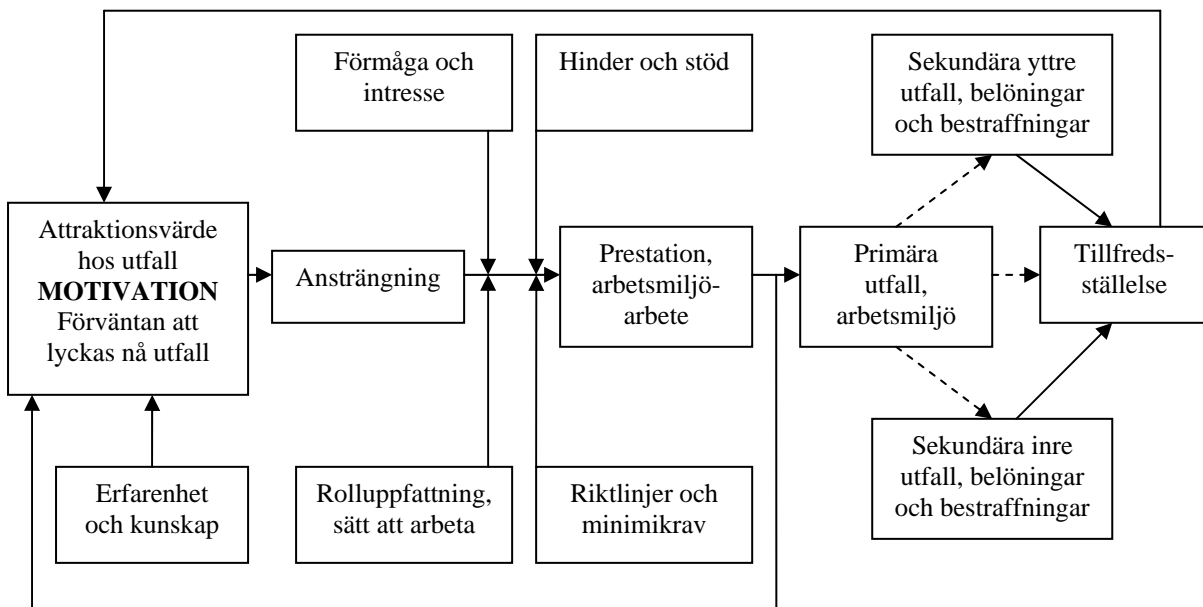 Förmåga och
intresse
Hinder och stöd
Sekundära yttre
utfall, belöningar
och bestraffningar
Attraktionsvärde
hos utfall
MOTIVATION
Förväntan att
lyckas nå utfall
Ansträngning
Prestation,
arbetsmiljö-
arbete
Primära
utfall,
arbetsmiljö
Tillfreds-
ställelse
Erfarenhet
och kunskap
Rolluppfattning,
sätt att arbeta
Riktlinjer och
minimikrav
Sekundära inre
utfall, belöningar
och bestraffningar